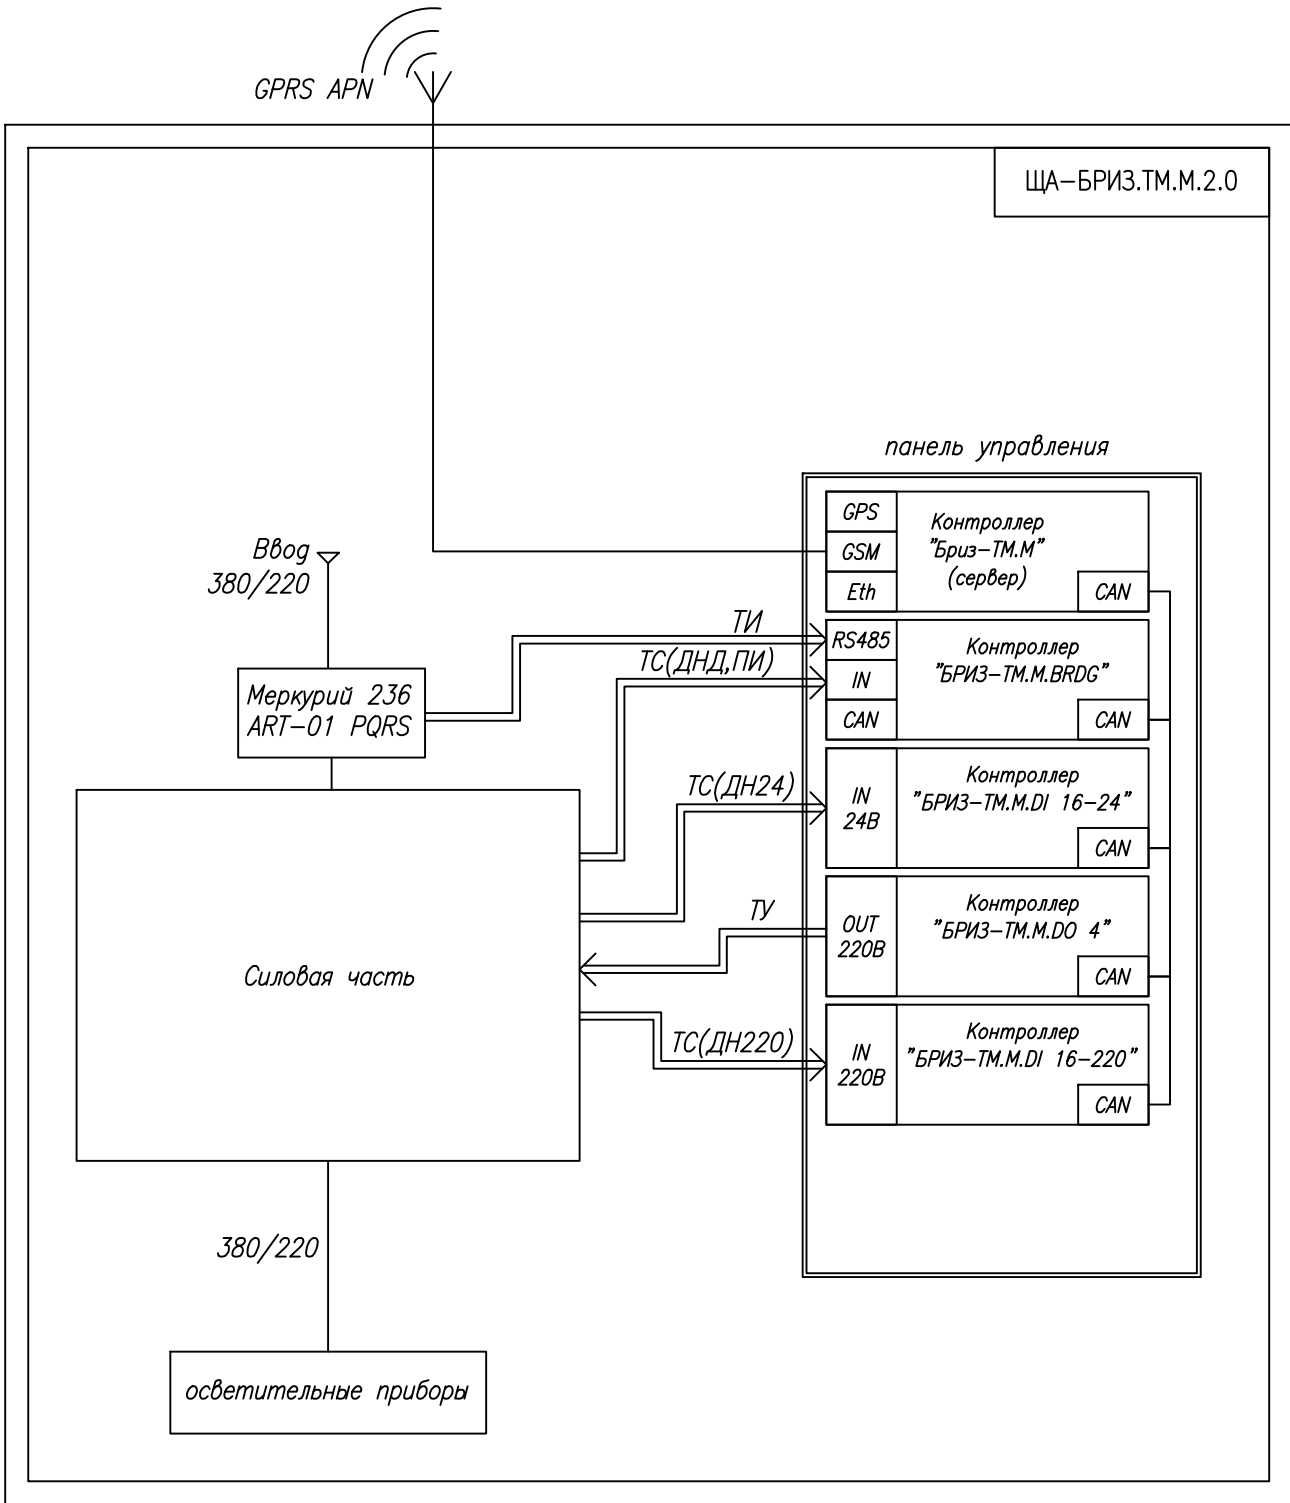 GPRS APN
ЩА-БРИЗ.ТМ.М.2.0
панель управления
GPS
GSM
Eth
Контроллер
"Бриз-ТМ.М"
(сервер)
CAN
Ввод
380/220
ТИ
ТС(ДНД,ПИ)
RS485
IN
CAN
Контроллер
"БРИЗ-ТМ.М.BRDG"
CAN
Меркурий 236
ART-01 PQRS
ТС(ДН24)
IN
24В
Контроллер
"БРИЗ-ТМ.М.DI 16-24"
CAN
ТУ
OUT
220В
Контроллер
"БРИЗ-ТМ.М.DO 4"
CAN
Силовая часть
ТС(ДН220)
IN
220В
Контроллер
"БРИЗ-ТМ.М.DI 16-220"
CAN
380/220
осветительные приборы